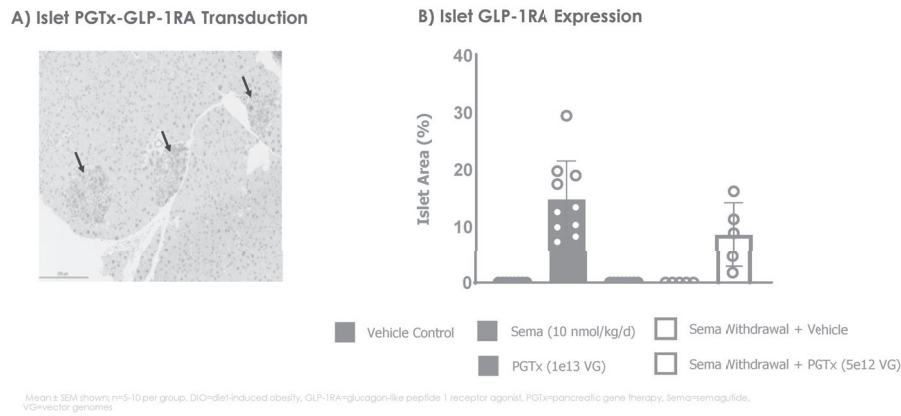 A) Islet PGTx-GLP-1RA Transduction
B) Islet GLP-1RA Expression
Islet Area (%)
40
30
20
10
0
Vehicle Control
Sema (10 nmol/kg/d)
Sema Withdrawal + Vehicle
PGTx (1e13 VG)
Sema Withdrawal + PGTx (5e12 VG)
Mean ± SEM shown; n=5-10 per group. DIO=diet-induced obesity, GLP-1RA=glucagon-like peptide 1 receptor agonist, PGTx=pancreatic gene therapy, Sema=semaglutide,
VG=vector genomes